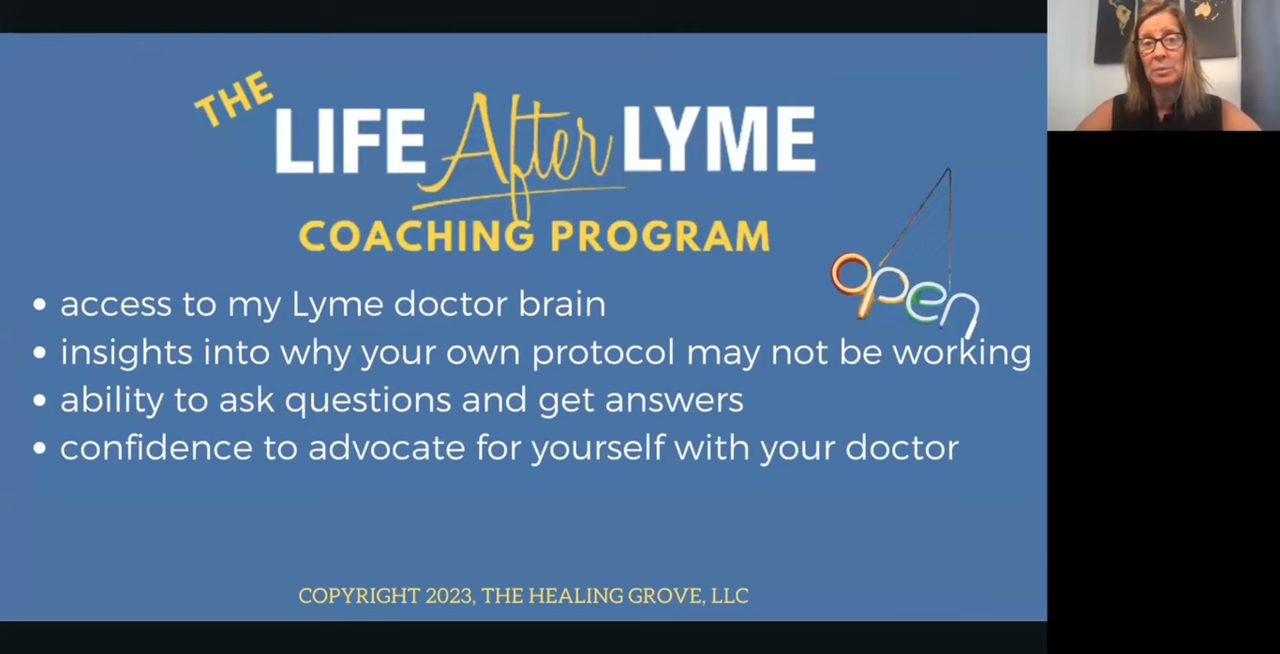 THE
LIFE After LYME
COACHING PROGRAM
open
• access to my Lyme doctor brain
• insights into why your own protocol may not be working
• ability to ask questions and get answers
• confidence to advocate for yourself with your doctor
COPYRIGHT 2023, THE HEALING GROVE, LLC